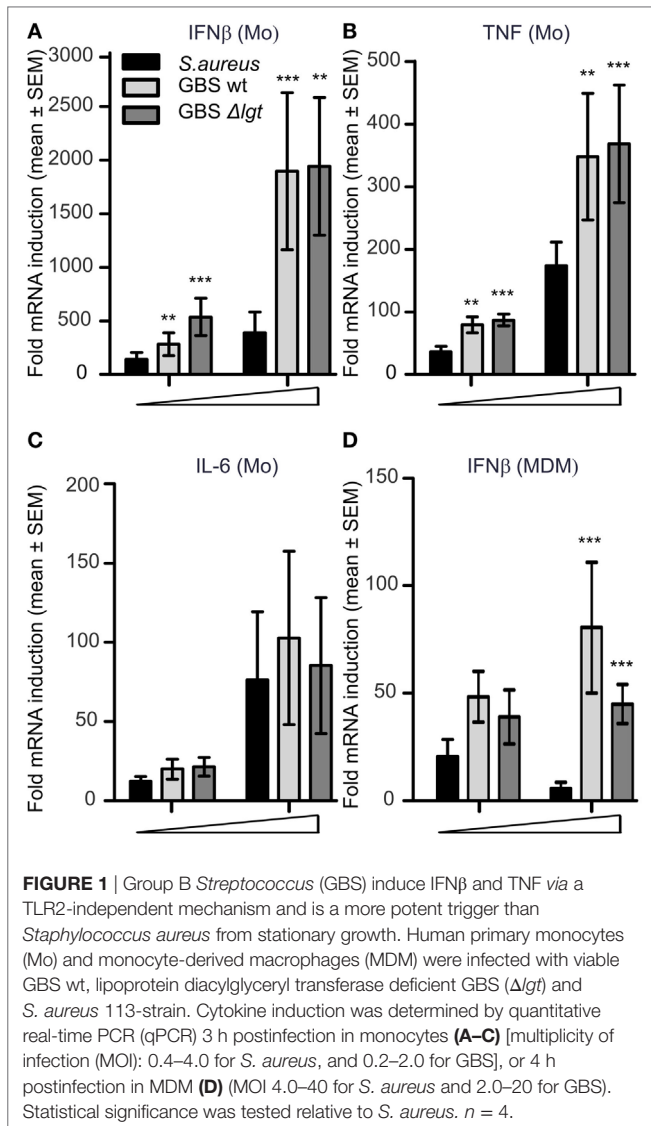 A
IFNβ (Mo)
Fold mRNA induction (mean ± SEM)
3000
2500
2000
1500
1000
500
0
S.aureus
GBS wt
GBS Δlgt
**
***
***
**
B
TNF (Mo)
Fold mRNA induction (mean ± SEM)
500
400
300
200
100
0
**
***
**
***
C
IL-6 (Mo)
Fold mRNA induction (mean ± SEM)
200
150
100
50
0
D
IFNβ (MDM)
Fold mRNA induction (mean ± SEM)
150
100
50
0
***
***
FIGURE 1 | Group B Streptococcus (GBS) induce IFNβ and TNF via a
TLR2-independent mechanism and is a more potent trigger than
Staphylococcus aureus from stationary growth. Human primary monocytes
(Mo) and monocyte-derived macrophages (MDM) were infected with viable
GBS wt, lipoprotein diacylglyceryl transferase deficient GBS (Δlgt) and
S. aureus 113-strain. Cytokine induction was determined by quantitative
real-time PCR (qPCR) 3 h postinfection in monocytes (A–C) [multiplicity of
infection (MOI): 0.4–4.0 for S. aureus, and 0.2–2.0 for GBS], or 4 h
postinfection in MDM (D) (MOI 4.0–40 for S. aureus and 2.0–20 for GBS).
Statistical significance was tested relative to S. aureus. n = 4.